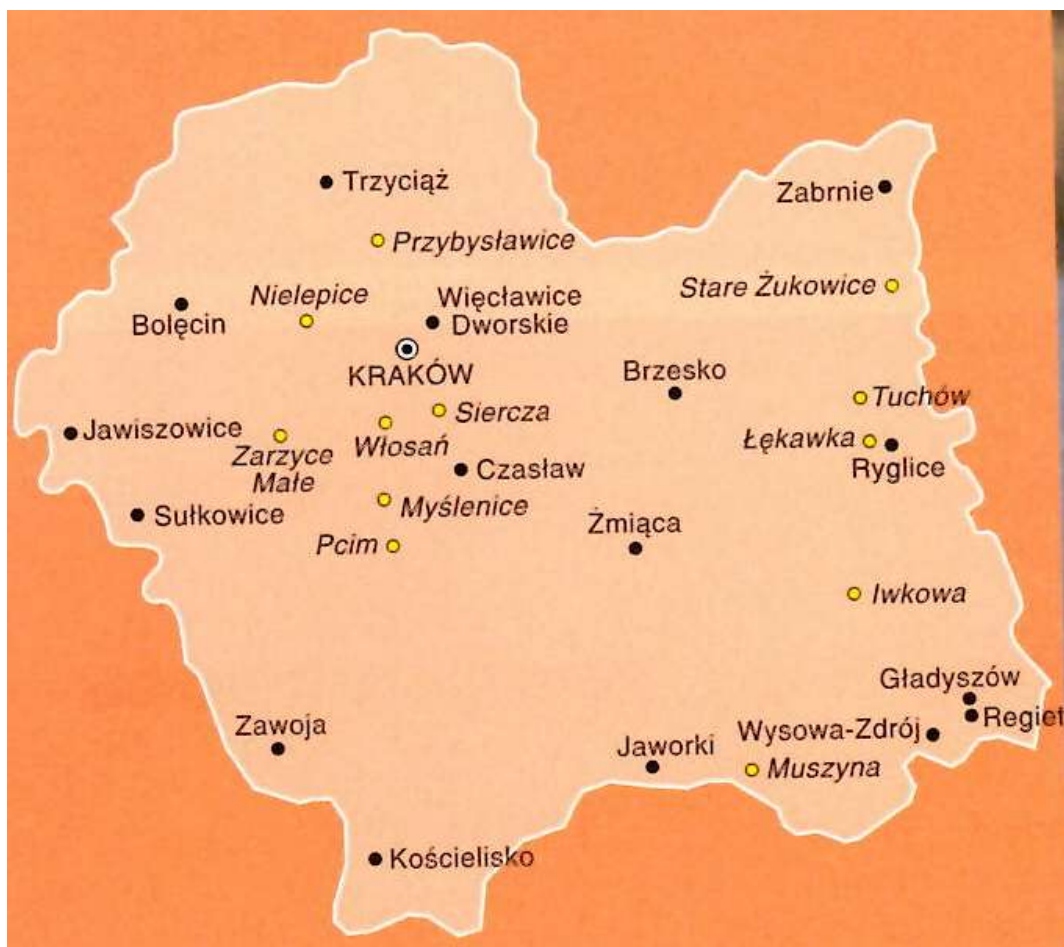 Trzyciąż
Zabrnie
Przybysławice
Stare Żukowice
Nielepice
Więcławice
Dworskie
Bolęcin
KRAKÓW
Brzesko
Tuchów
Siercza
Jawiszowice
Włosań
Łękawka
Zarzyce
Małe
Czasław
Ryglice
Myślenice
Sułkowice
Żmiąca
Pcim
Iwkowa
Gładyszów
Regiet
Zawoja
Wysowa-Zdrój
Jaworki
Muszyna
Kościelisko